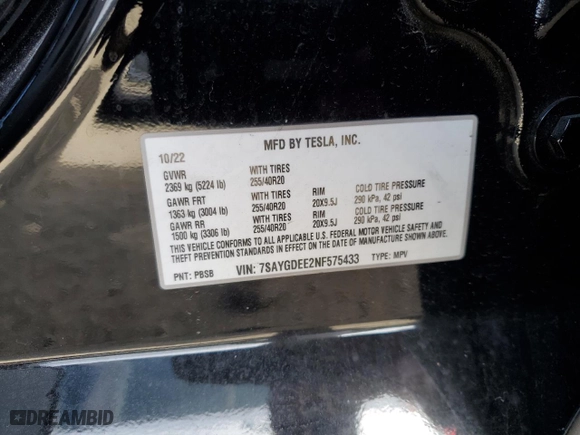 MFD BY TESLA, INC.
10/22
GVWR WITH TIRES
2369 kg (5224 lb) 255/40R20
GAWR FRT WITH TIRES RIM COLD TIRE PRESSURE
1363 kg (3004 lb) 255/40R20 20X9.5J 290 kPa, 42 psi
GAWR RR WITH TIRES RIM COLD TIRE PRESSURE
1500 kg (3306 lb) 255/40R20 20X9.5J 290 kPa, 42 psi
THIS VEHICLE CONFORMS TO ALL APPLICABLE U.S. FEDERAL MOTOR VEHICLE SAFETY AND
THEFT PREVENTION STANDARDS IN EFFECT ON THE DATE OF MANUFACTURE SHOWN ABOVE.
PNT: PBSB VIN: 7SAYGDEE2NF575433 TYPE: MPV
DREAMBID